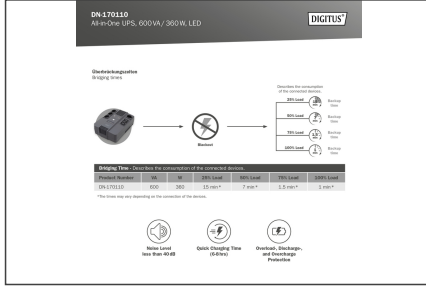 DN-170110
All-in-One UPS, 600 VA / 360 W, LED
DIGITUS®
Überbrückungszeiten
Bridging times
Describes the consumption
of the connected devices.
25% Load
Backup
time
50% Load
Backup
time
75% Load
Backup
time
100% Load
Backup
time
Blackout
Bridging Time - Describes the consumption of the connected devices.
Product Number VA W 25% Load 50% Load 75% Load 100% Load
DN-170110 600 360 15 min* 7 min* 1,5 min* 1 min*
*The times may vary depending on the connection of the devices.
Noise Level
less than 40 dB
Quick Charging Time
(6-8 hrs)
Overload-, Discharge-,
and Overcharge
Protection